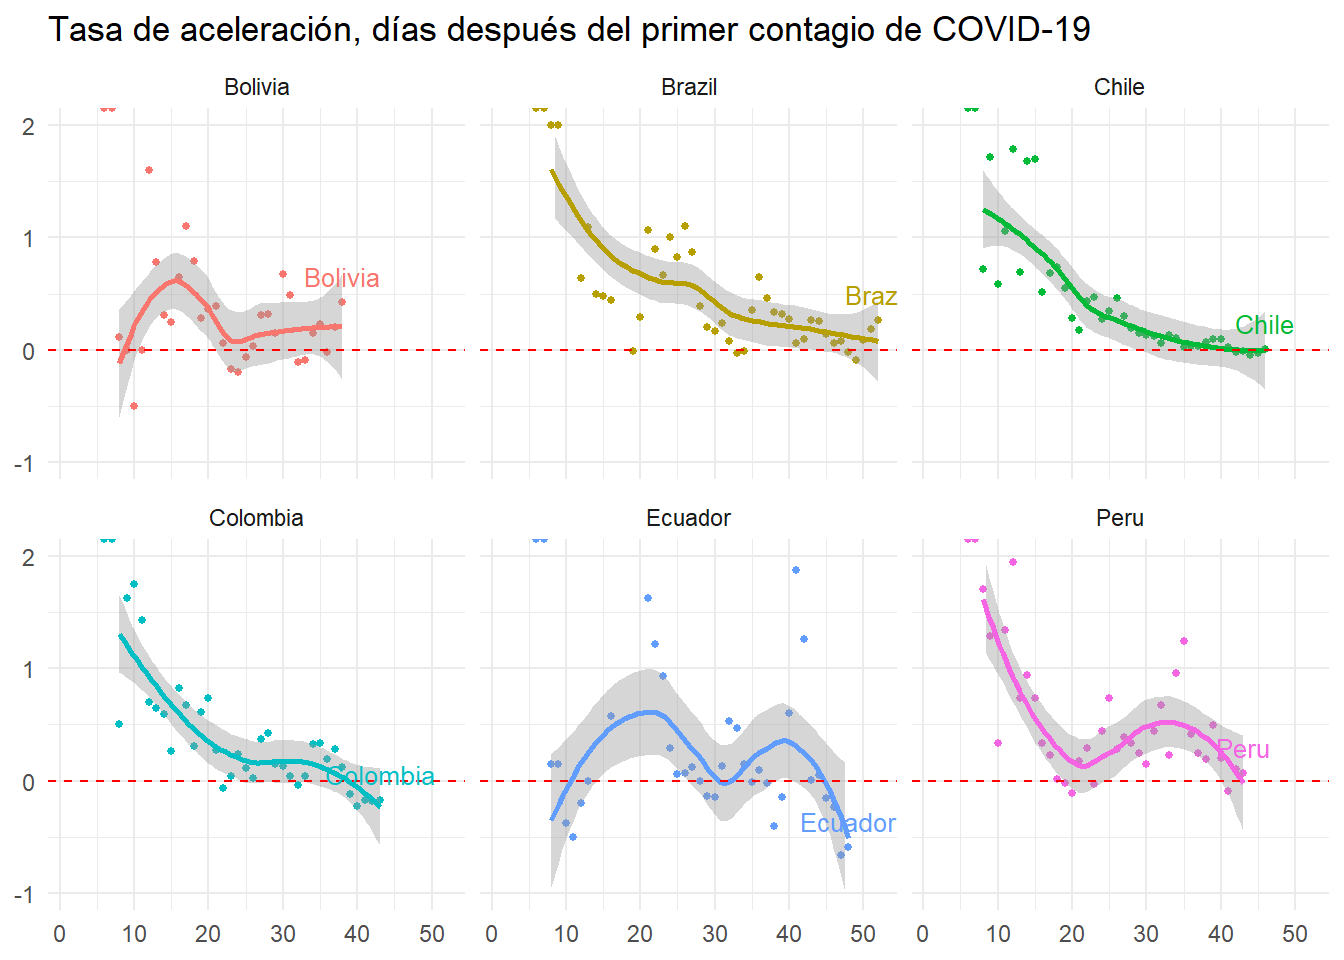 Tasa de aceleración, días después del primer contagio de COVID-19
Bolivia Brazil Chile
2
1
0
-1
Bolivia
Braz
Chile
Colombia Ecuador Peru
2
1
0
-1
Colombia
Ecuador
Peru
0 10 20 30 40 50 0 10 20 30 40 50 0 10 20 30 40 50